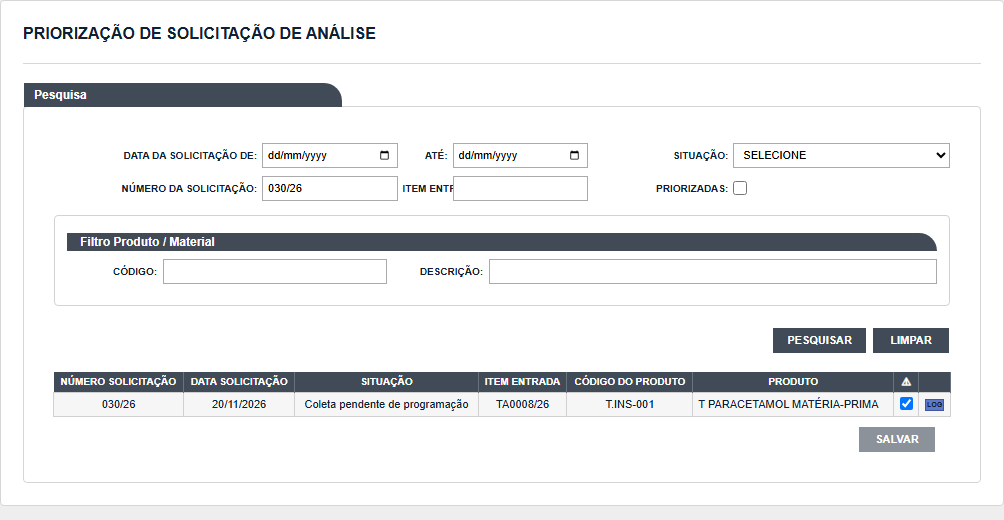 PRIORIZAÇÃO DE SOLICITAÇÃO DE ANÁLISE
Pesquisa
DATA DA SOLICITAÇÃO DE: dd/mm/yyyy ATÉ: dd/mm/yyyy SITUAÇÃO: SELECIONE
NÚMERO DA SOLICITAÇÃO: 030/26 ITEM ENTR PRIORIZADAS:
Filtro Produto / Material
CÓDIGO: DESCRIÇÃO:
PESQUISAR LIMPAR
NÚMERO SOLICITAÇÃO DATA SOLICITAÇÃO SITUAÇÃO ITEM ENTRADA CÓDIGO DO PRODUTO PRODUTO
030/26 20/11/2026 Coleta pendente de programação TA0008/26 T.INS-001 T PARACETAMOL MATÉRIA-PRIMA LOG
SALVAR